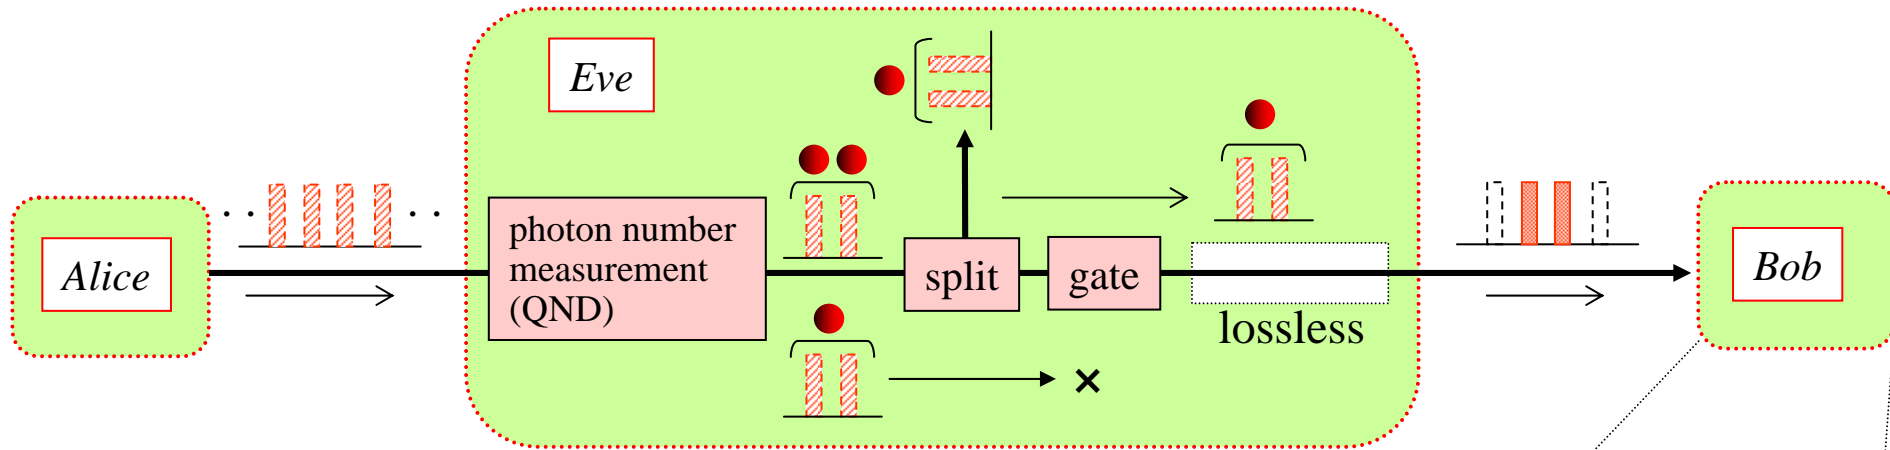 Eve
Alice
photon number
measurement
(QND)
split
gate
lossless
Bob